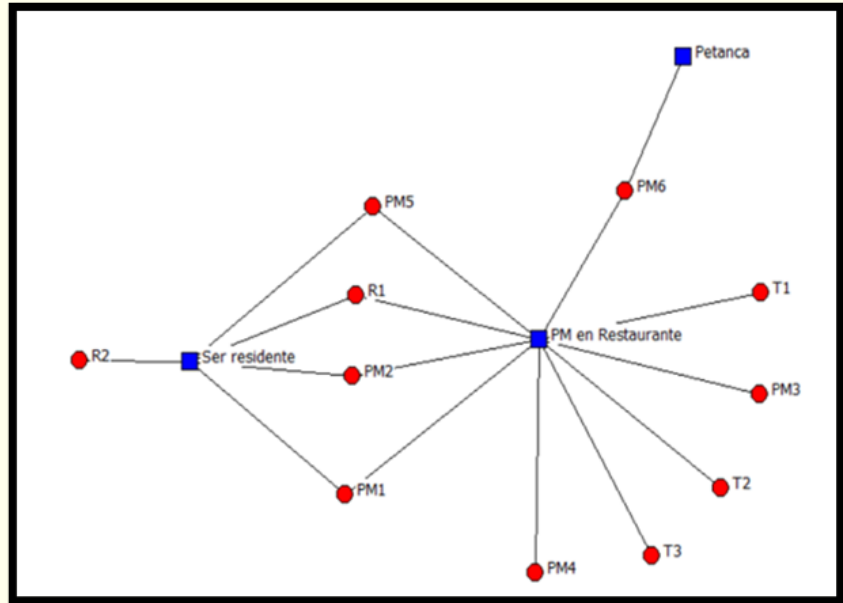 Petanca
PM6
PM5
T1
R1
PM en Restaurante
R2
Ser residente
PM2
PM3
T2
PM1
T3
PM4